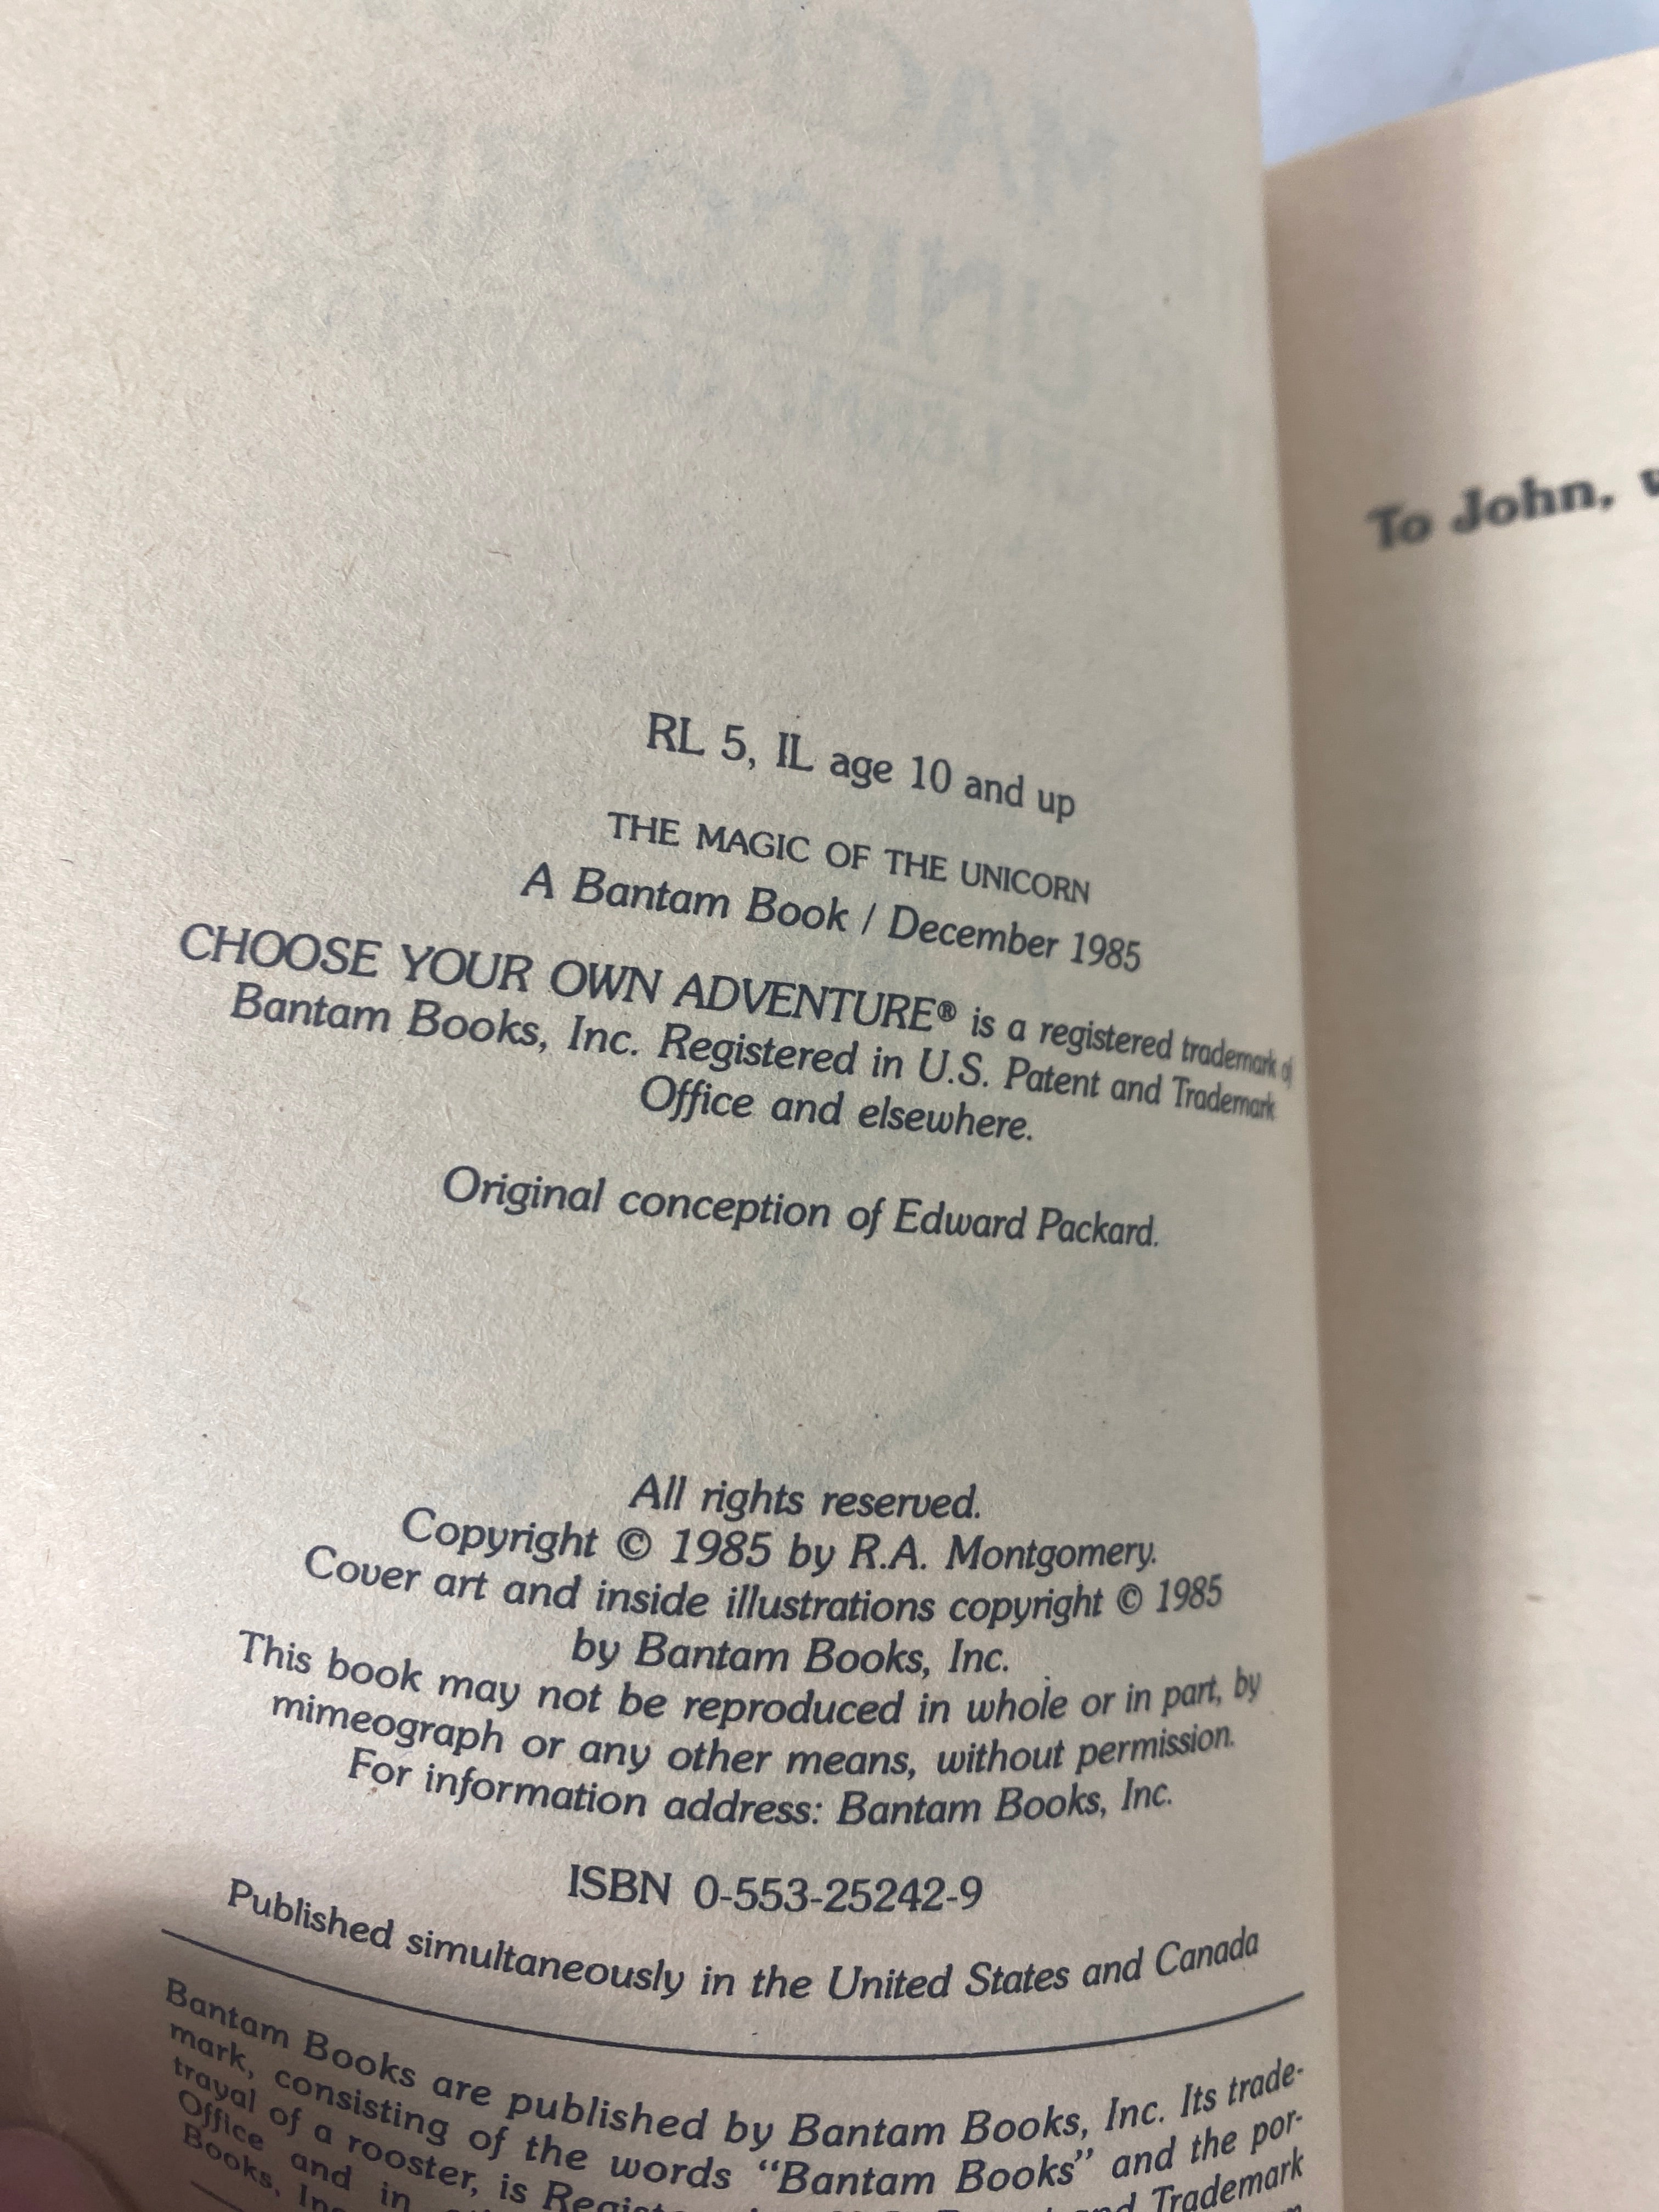 RL 5, IL age 10 and up
THE MAGIC OF THE UNICORN
A Bantam Book / December 1985
CHOOSE YOUR OWN ADVENTURE® is a registered trademark of
Bantam Books, Inc. Registered in U.S. Patent and Trademark
Office and elsewhere.
Original conception of Edward Packard.
All rights reserved.
Copyright © 1985 by R.A. Montgomery.
Cover art and inside illustrations copyright © 1985
by Bantam Books, Inc.
This book may not be reproduced in whole or in part, by
mimeograph or any other means, without permission.
For information address: Bantam Books, Inc.
ISBN 0-553-25242-9
Published simultaneously in the United States and Canada
Bantam Books are published by Bantam Books, Inc. Its trade-
mark, consisting of the words “Bantam Books” and the por-
trayal of a rooster, is Trademark
Office and in
Books,
To John,